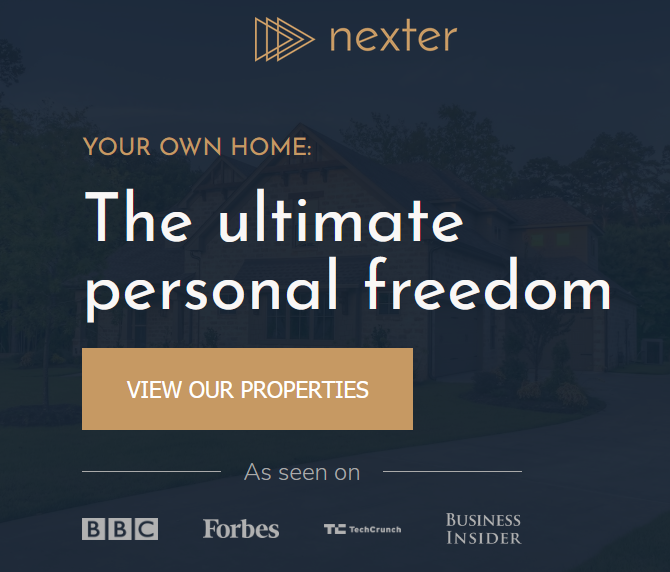 nexter
YOUR OWN HOME:
The ultimate
personal freedom
VIEW OUR PROPERTIES
As seen on
BBC
Forbes
TC TechCrunch
BUSINESS
INSIDER